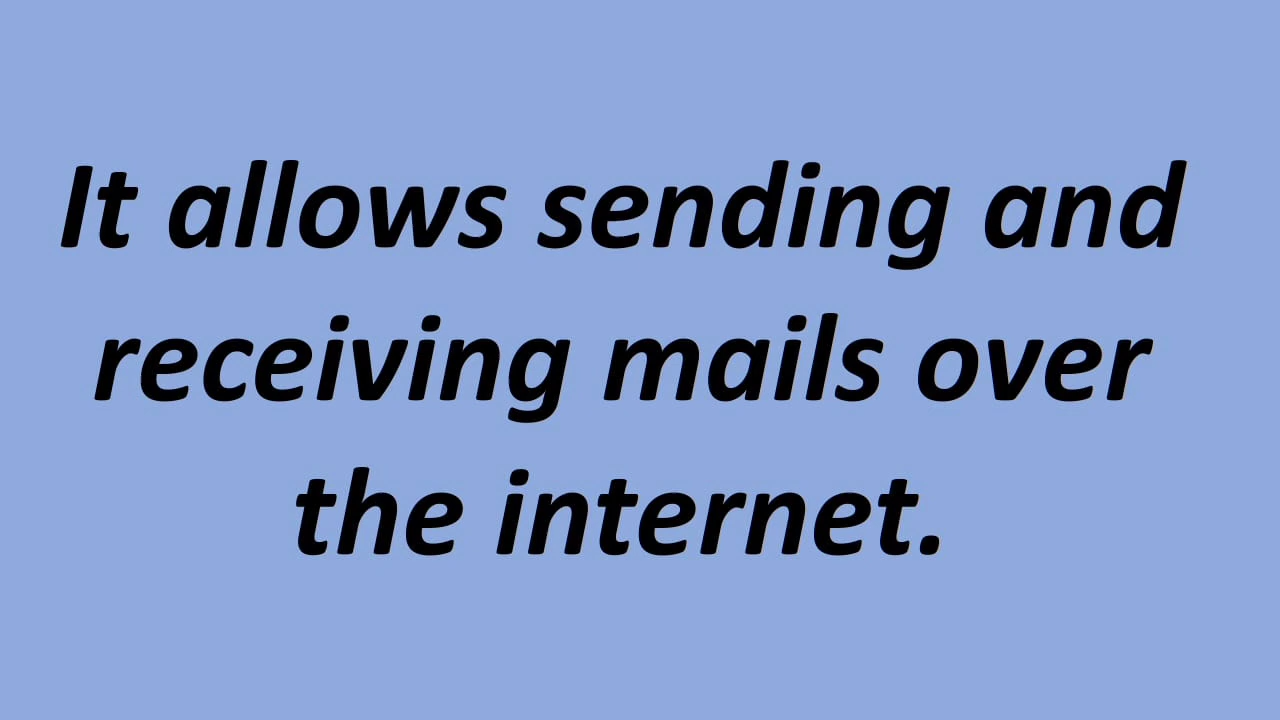 It allows sending and
receiving mails over
the internet.